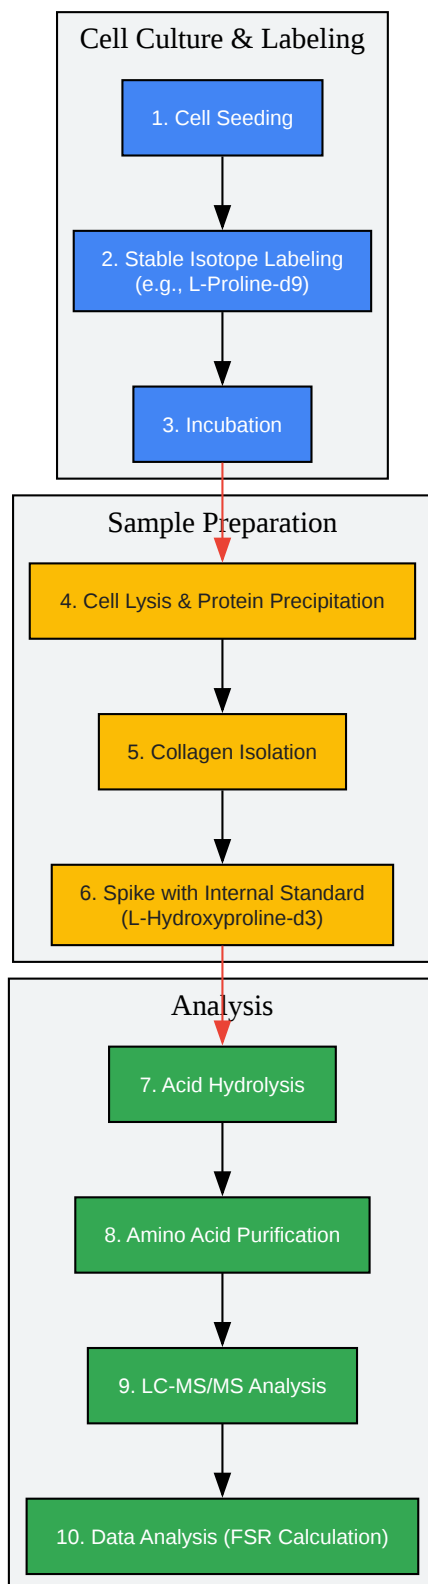 Cell Culture & Labeling
1. Cell Seeding
2. Stable Isotope Labeling
(e.g., L-Proline-d9)
3. Incubation
Sample Preparation
4. Cell Lysis & Protein Precipitation
5. Collagen Isolation
6. Spike with Internal Standard
(L-Hydroxyproline-d3)
Analysis
7. Acid Hydrolysis
8. Amino Acid Purification
9. LC-MS/MS Analysis
10. Data Analysis (FSR Calculation)